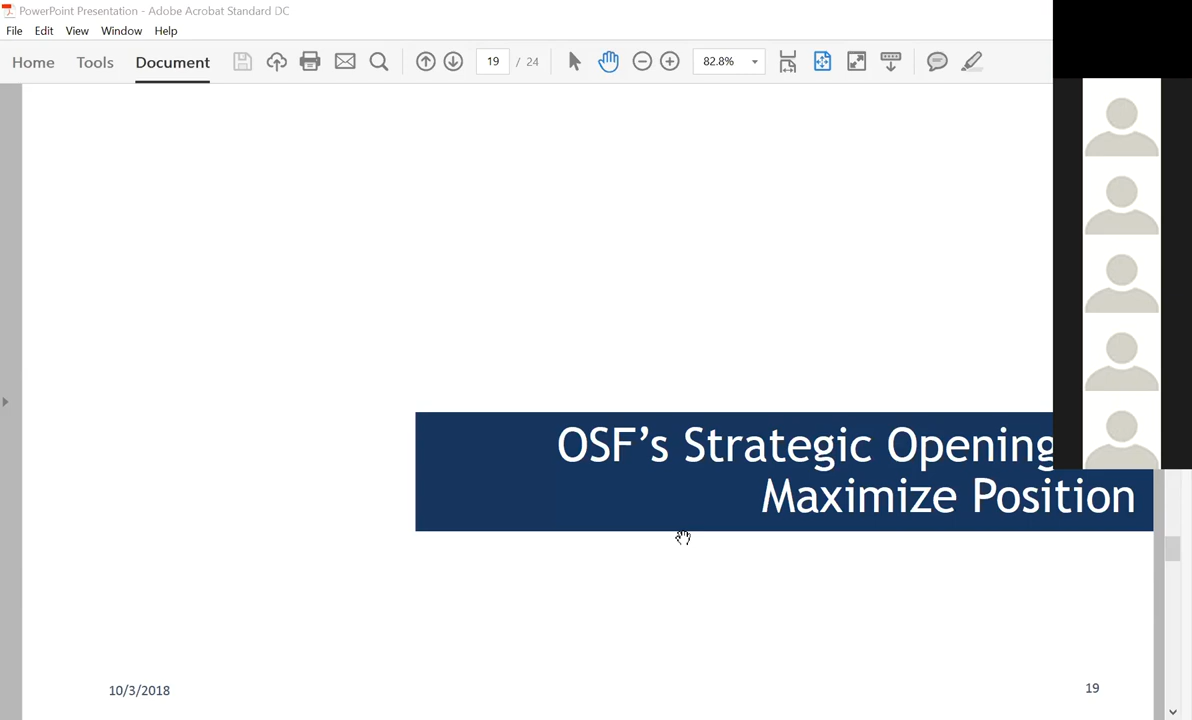 PowerPoint Presentation - Adobe Acrobat Standard DC
File Edit View Window Help
Home Tools Document 19 / 24 82.8%
OSF's Strategic Opening
Maximize Position
10/3/2018
19